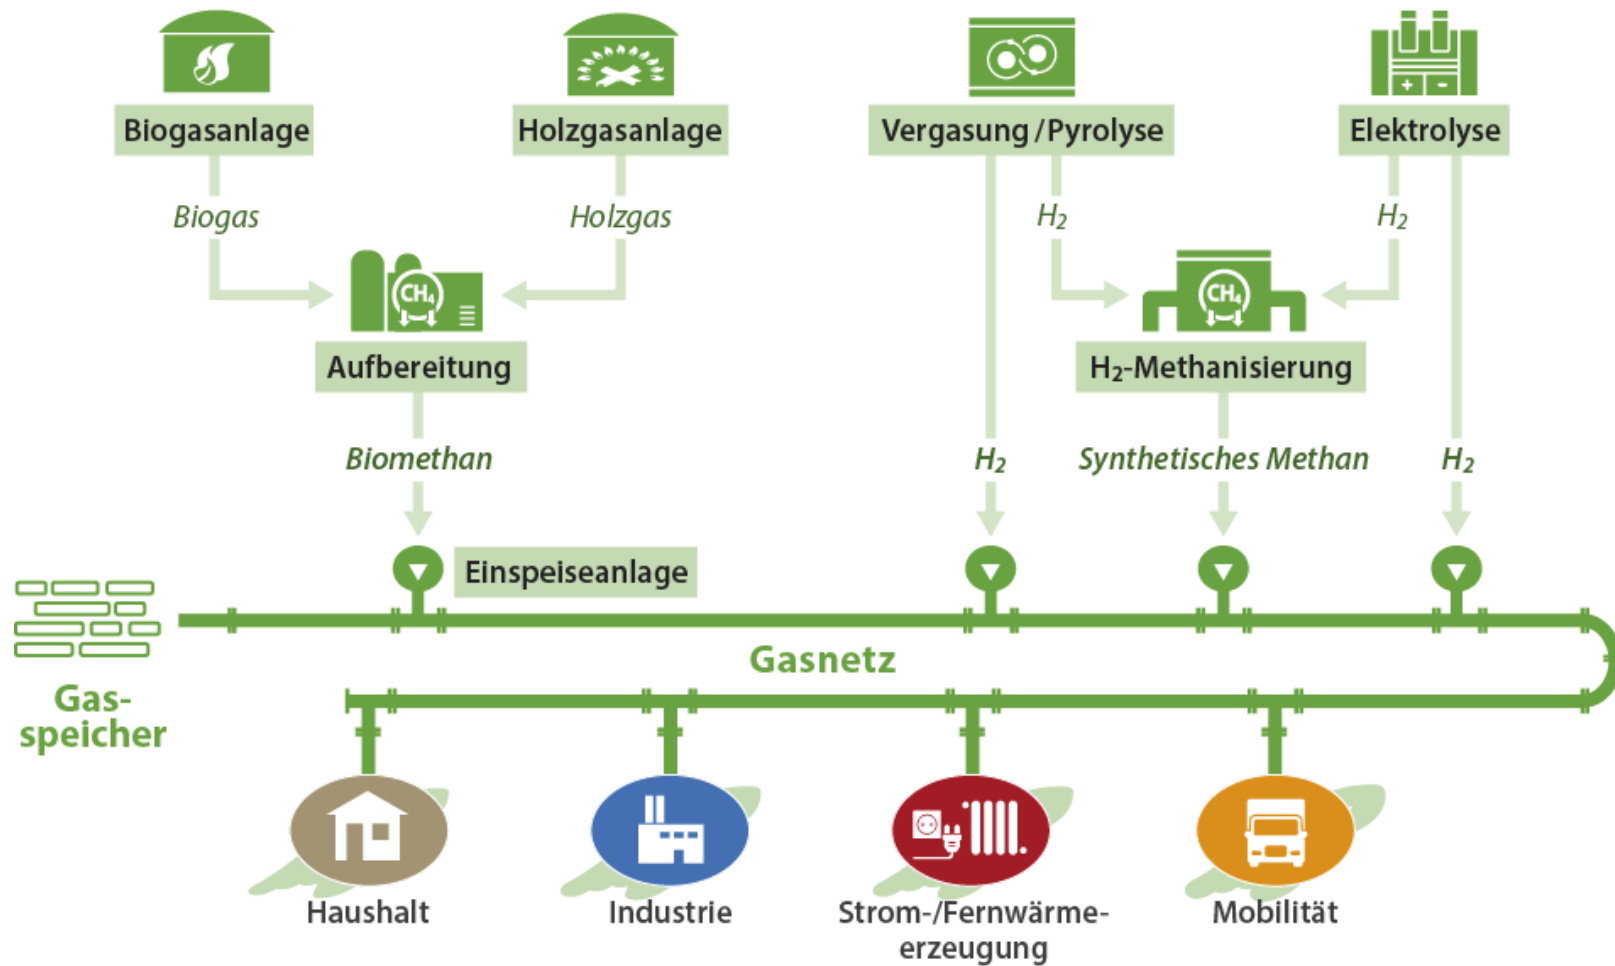 Biogasanlage
Holzgasanlage
Vergasung / Pyrolyse
+ -
Elektrolyse
Biogas
Holzgas
H₂
H₂
CH₄
CH₄
Aufbereitung
H₂-Methanisierung
Biomethan
H₂
Synthetisches Methan
H₂
Einspeiseanlage
Gasnetz
Gas-
speicher
Haushalt
Industrie
Strom-/Fernwärme-
erzeugung
Mobilität